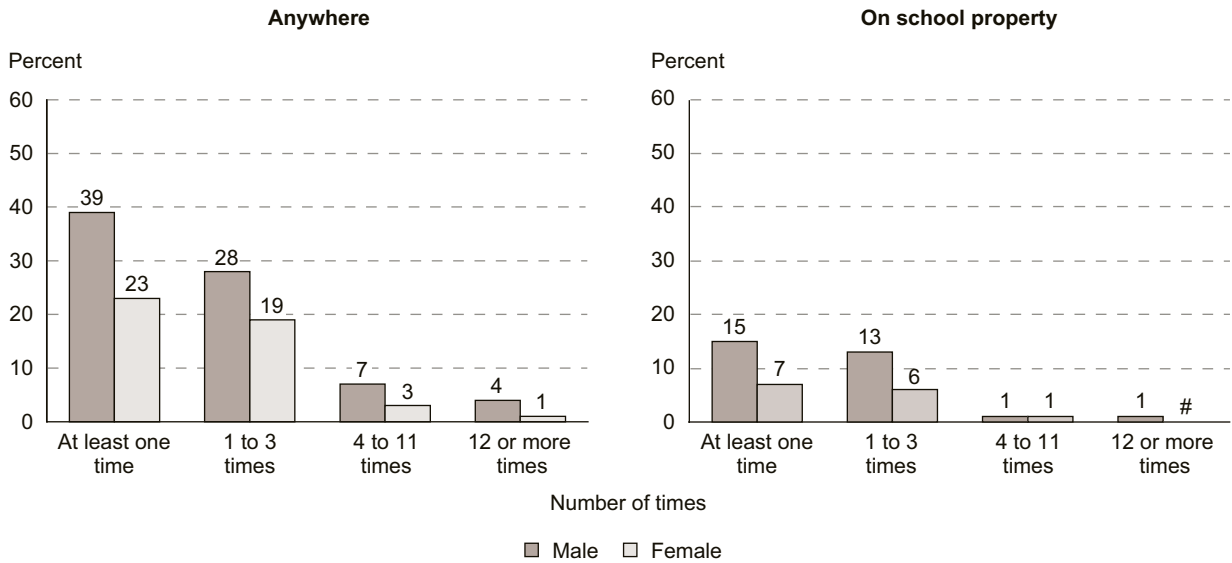 Anywhere
Percent
60
50
40
30
20
10
0
39
23
28
19
7
3
4
1
At least one
time
1 to 3
times
4 to 11
times
12 or more
times
On school property
Percent
60
50
40
30
20
10
0
15
7
13
6
1
1
1
#
At least one
time
1 to 3
times
4 to 11
times
12 or more
times
Number of times
Male Female